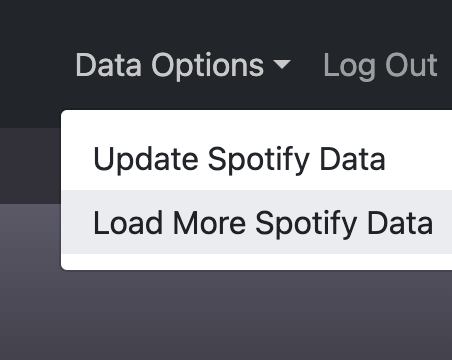 Data Options Log Out
Update Spotify Data
Load More Spotify Data